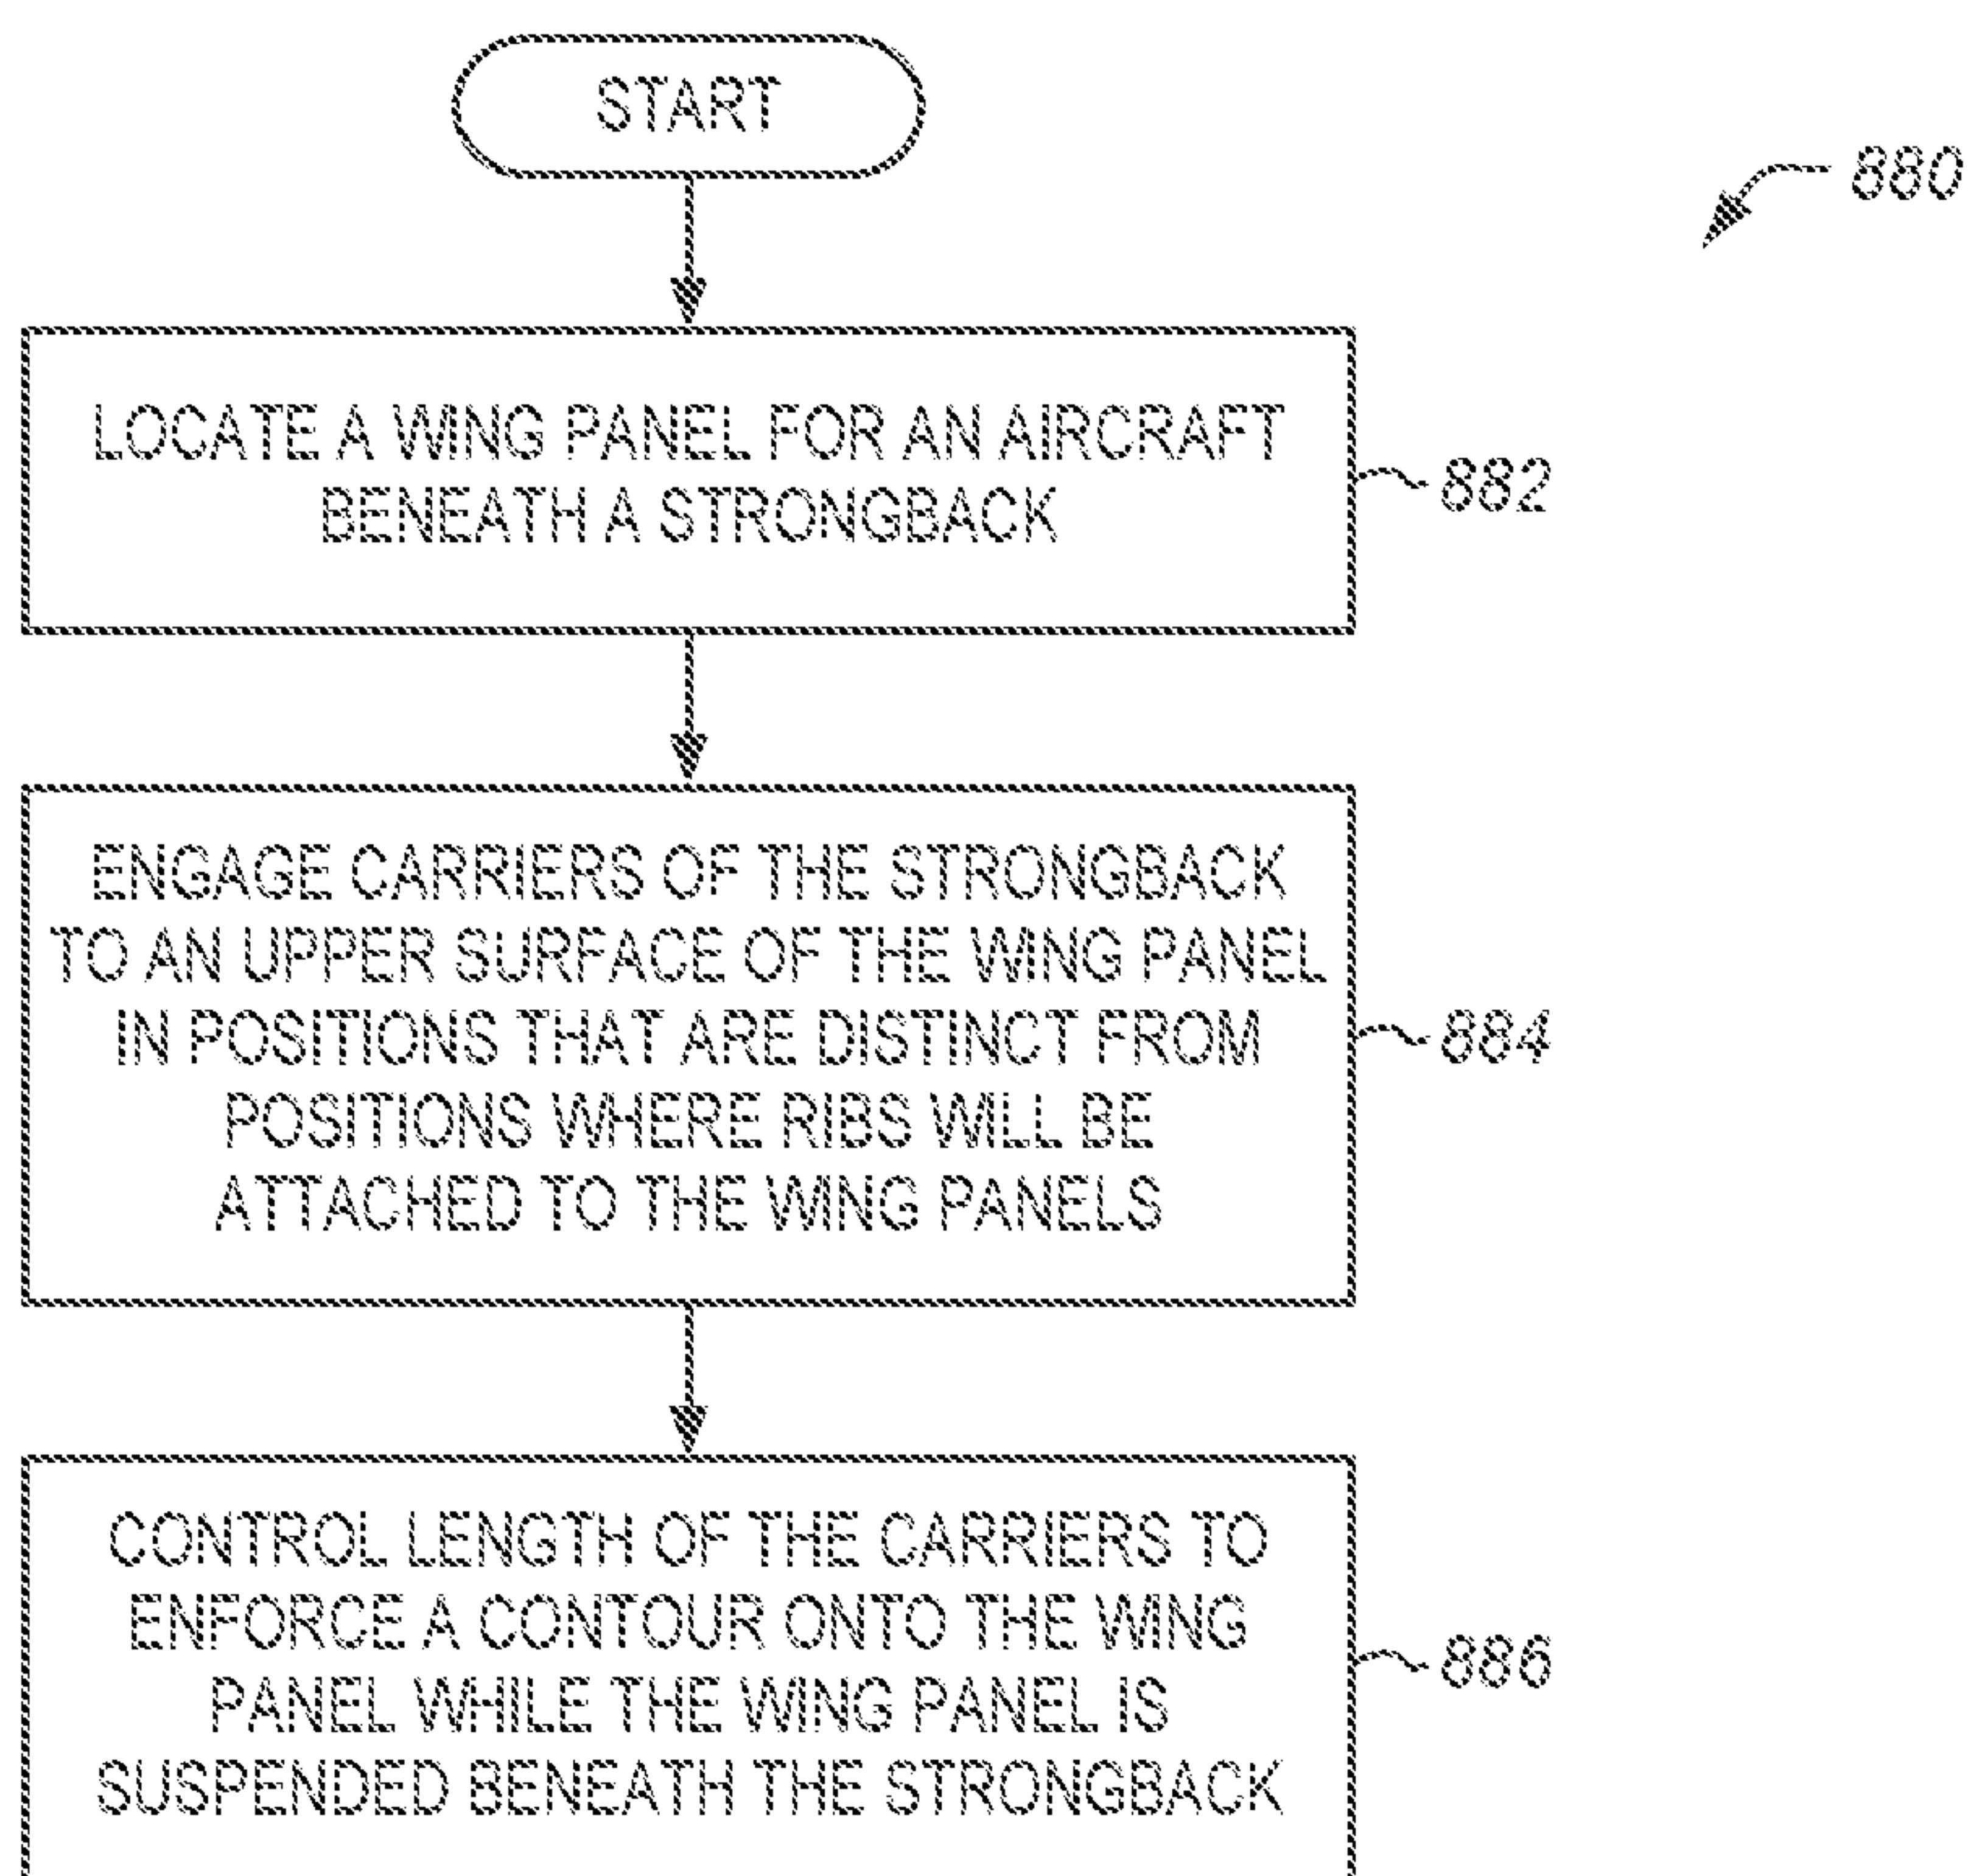 START
880
LOCATE A WING PANEL FOR AN AIRCRAFT
BENEATH A STRONGBACK
882
ENGAGE CARRIERS OF THE STRONGBACK
TO AN UPPER SURFACE OF THE WING PANEL
IN POSITIONS THAT ARE DISTINCT FROM
POSITIONS WHERE RIBS WILL BE
ATTACHED TO THE WING PANELS
884
CONTROL LENGTH OF THE CARRIERS TO
ENFORCE A CONTOUR ONTO THE WING
PANEL WHILE THE WING PANEL IS
SUSPENDED BENEATH THE STRONGBACK
886